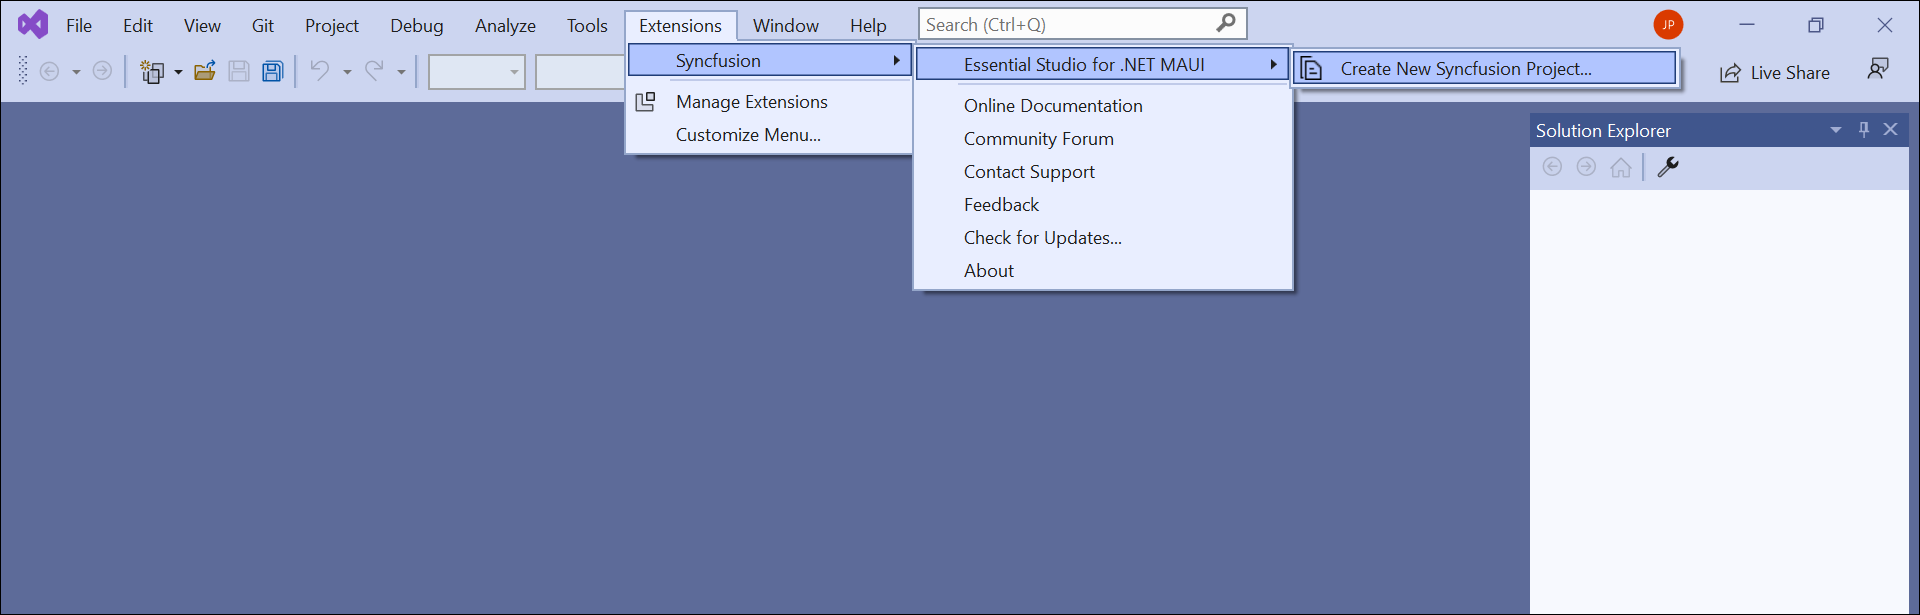 File Edit View Git Project Debug Analyze Tools Extensions Window Help Search (Ctrl+Q) JP
Live Share
Syncfusion
Manage Extensions
Customize Menu...
Essential Studio for .NET MAUI
Online Documentation
Community Forum
Contact Support
Feedback
Check for Updates...
About
Create New Syncfusion Project...
Solution Explorer